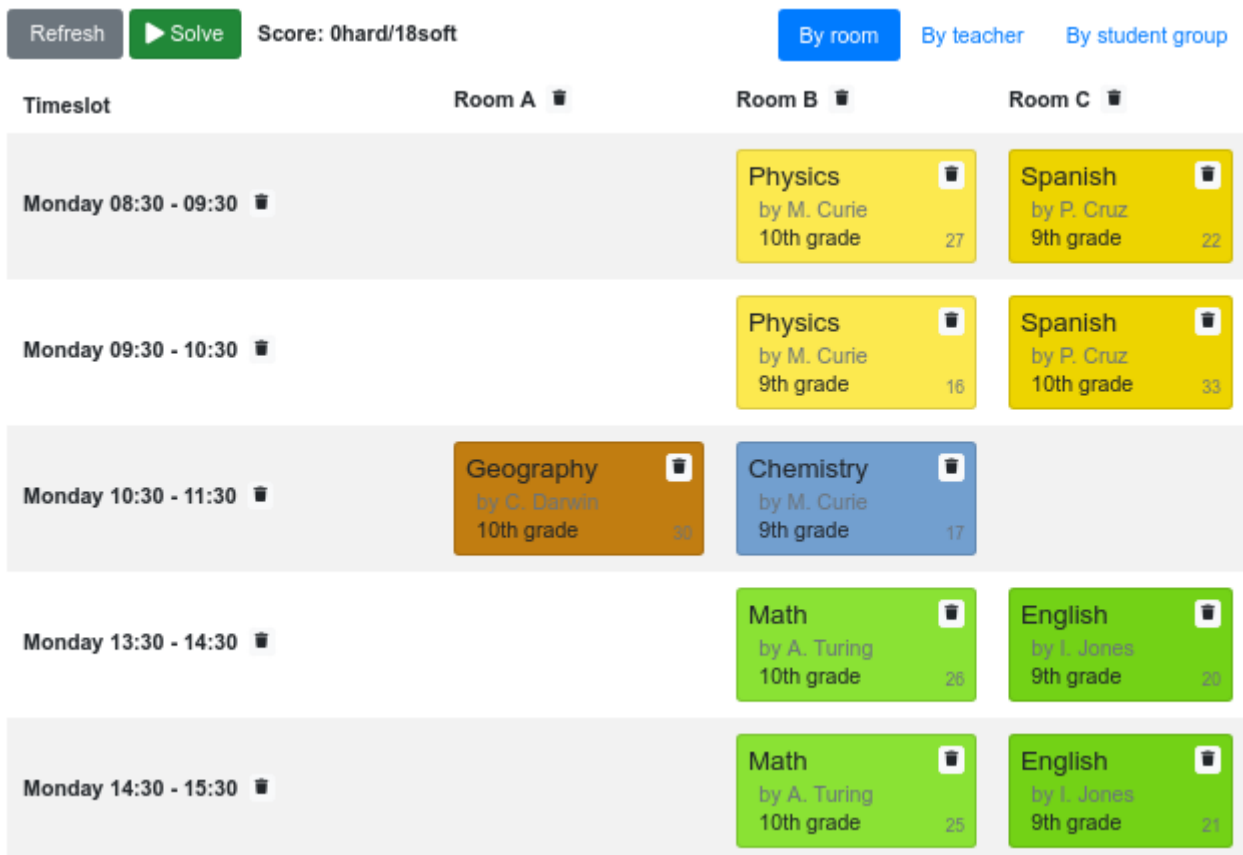 Refresh Solve Score: 0hard/18soft By room By teacher By student group
Timeslot Room A Room B Room C
Monday 08:30 - 09:30
Physics
by M. Curie
10th grade 27
Spanish
by P. Cruz
9th grade 22
Monday 09:30 - 10:30
Physics
by M. Curie
9th grade 16
Spanish
by P. Cruz
10th grade 33
Monday 10:30 - 11:30
Geography
by C. Darwin
10th grade 30
Chemistry
by M. Curie
9th grade 17
Monday 13:30 - 14:30
Math
by A. Turing
10th grade 26
English
by I. Jones
9th grade 20
Monday 14:30 - 15:30
Math
by A. Turing
10th grade 25
English
by I. Jones
9th grade 21